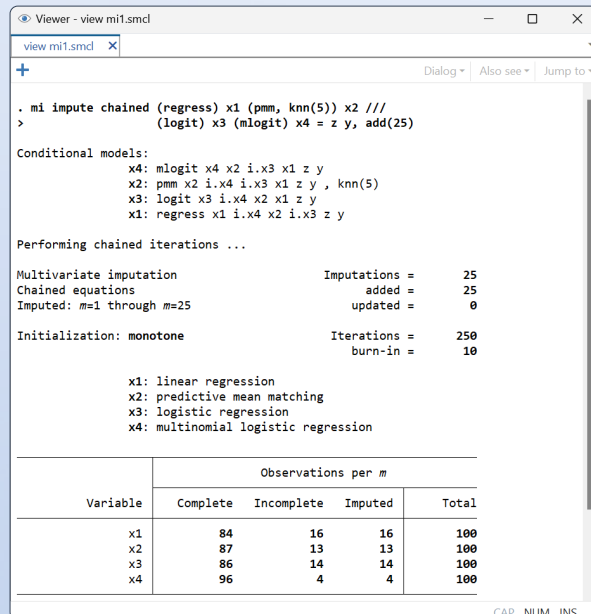 Viewer - view mi1.smcl
view mi1.smcl
Dialog Also see Jump to
. mi impute chained (regress) x1 (pmm, knn(5)) x2 ///
> (logit) x3 (mlogit) x4 = z y, add(25)
Conditional models:
x4: mlogit x4 x2 i.x3 x1 z y
x2: pmm x2 i.x4 i.x3 x1 z y , knn(5)
x3: logit x3 i.x4 x2 x1 z y
x1: regress x1 i.x4 x2 i.x3 z y
Performing chained iterations ...
Multivariate imputation Imputations = 25
Chained equations added = 25
Imputed: m=1 through m=25 updated = 0
Initialization: monotone Iterations = 250
burn-in = 10
x1: linear regression
x2: predictive mean matching
x3: logistic regression
x4: multinomial logistic regression
Observations per m
Variable Complete Incomplete Imputed Total
x1 84 16 16 100
x2 87 13 13 100
x3 86 14 14 100
x4 96 4 4 100
CAP NUM INS